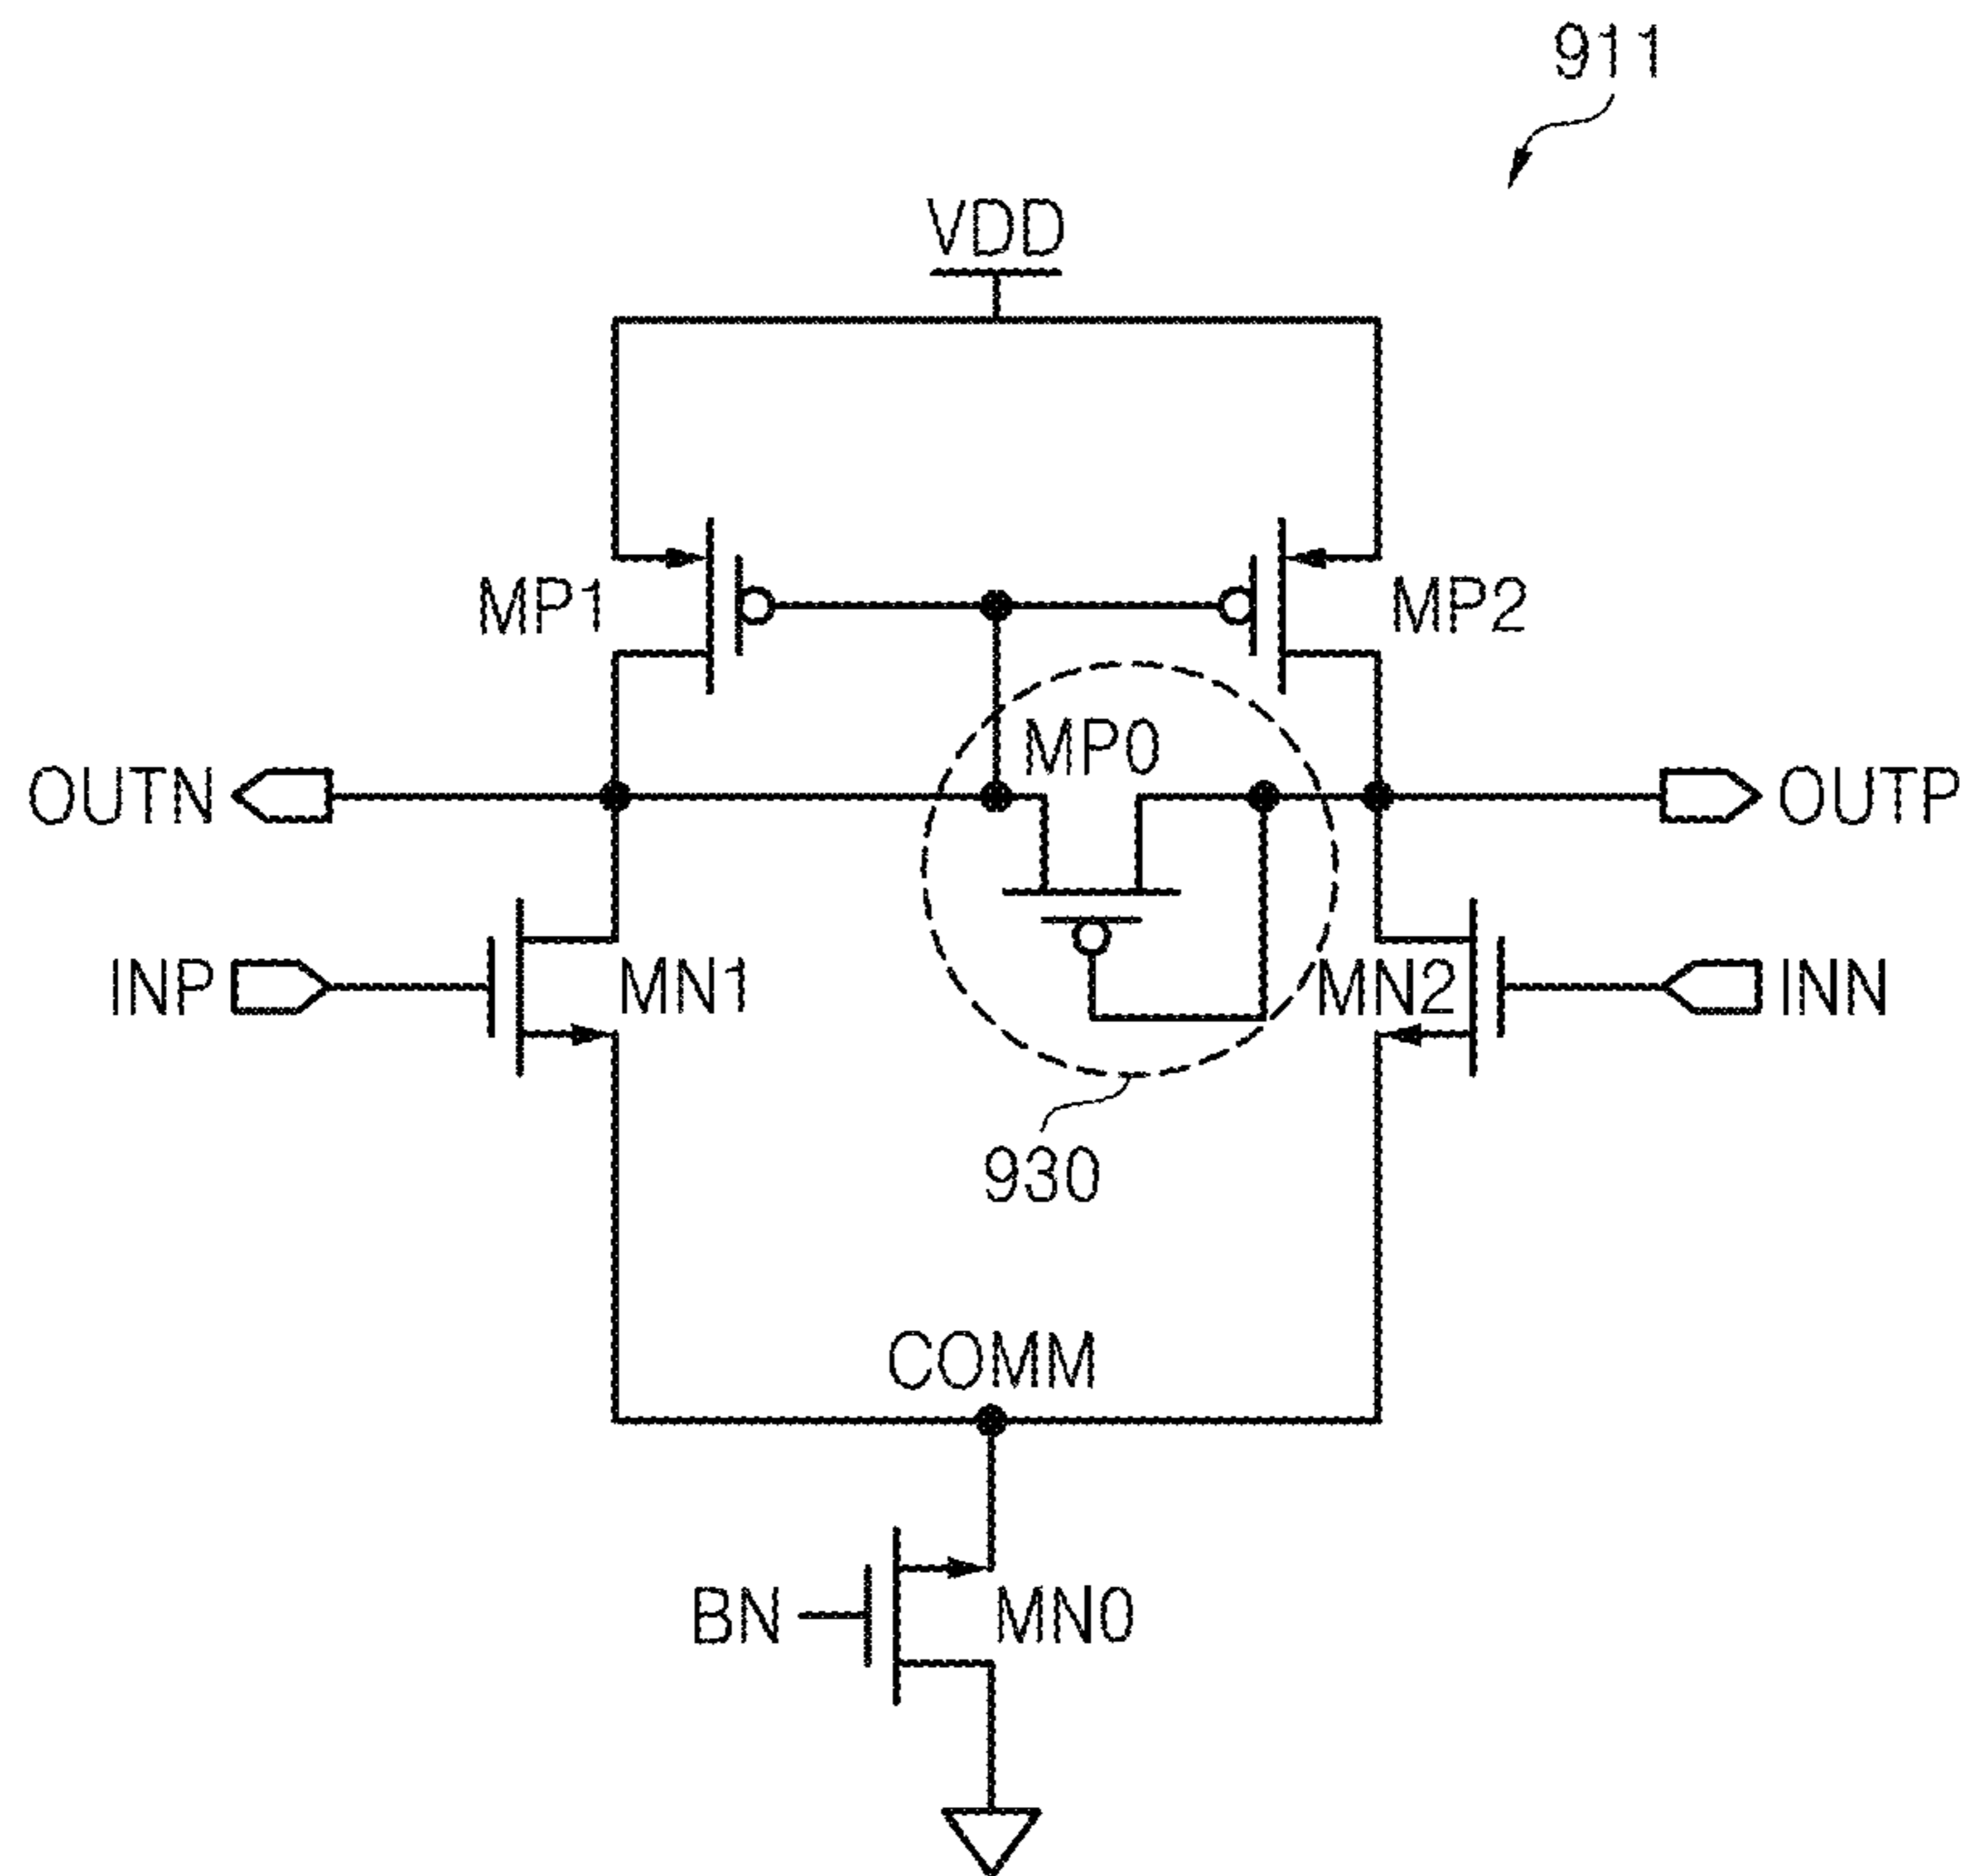 911
VDD
MP1
MP2
MP0
OUTN
OUTP
INP
MN1
MN2
INN
930
COMM
BN
MN0